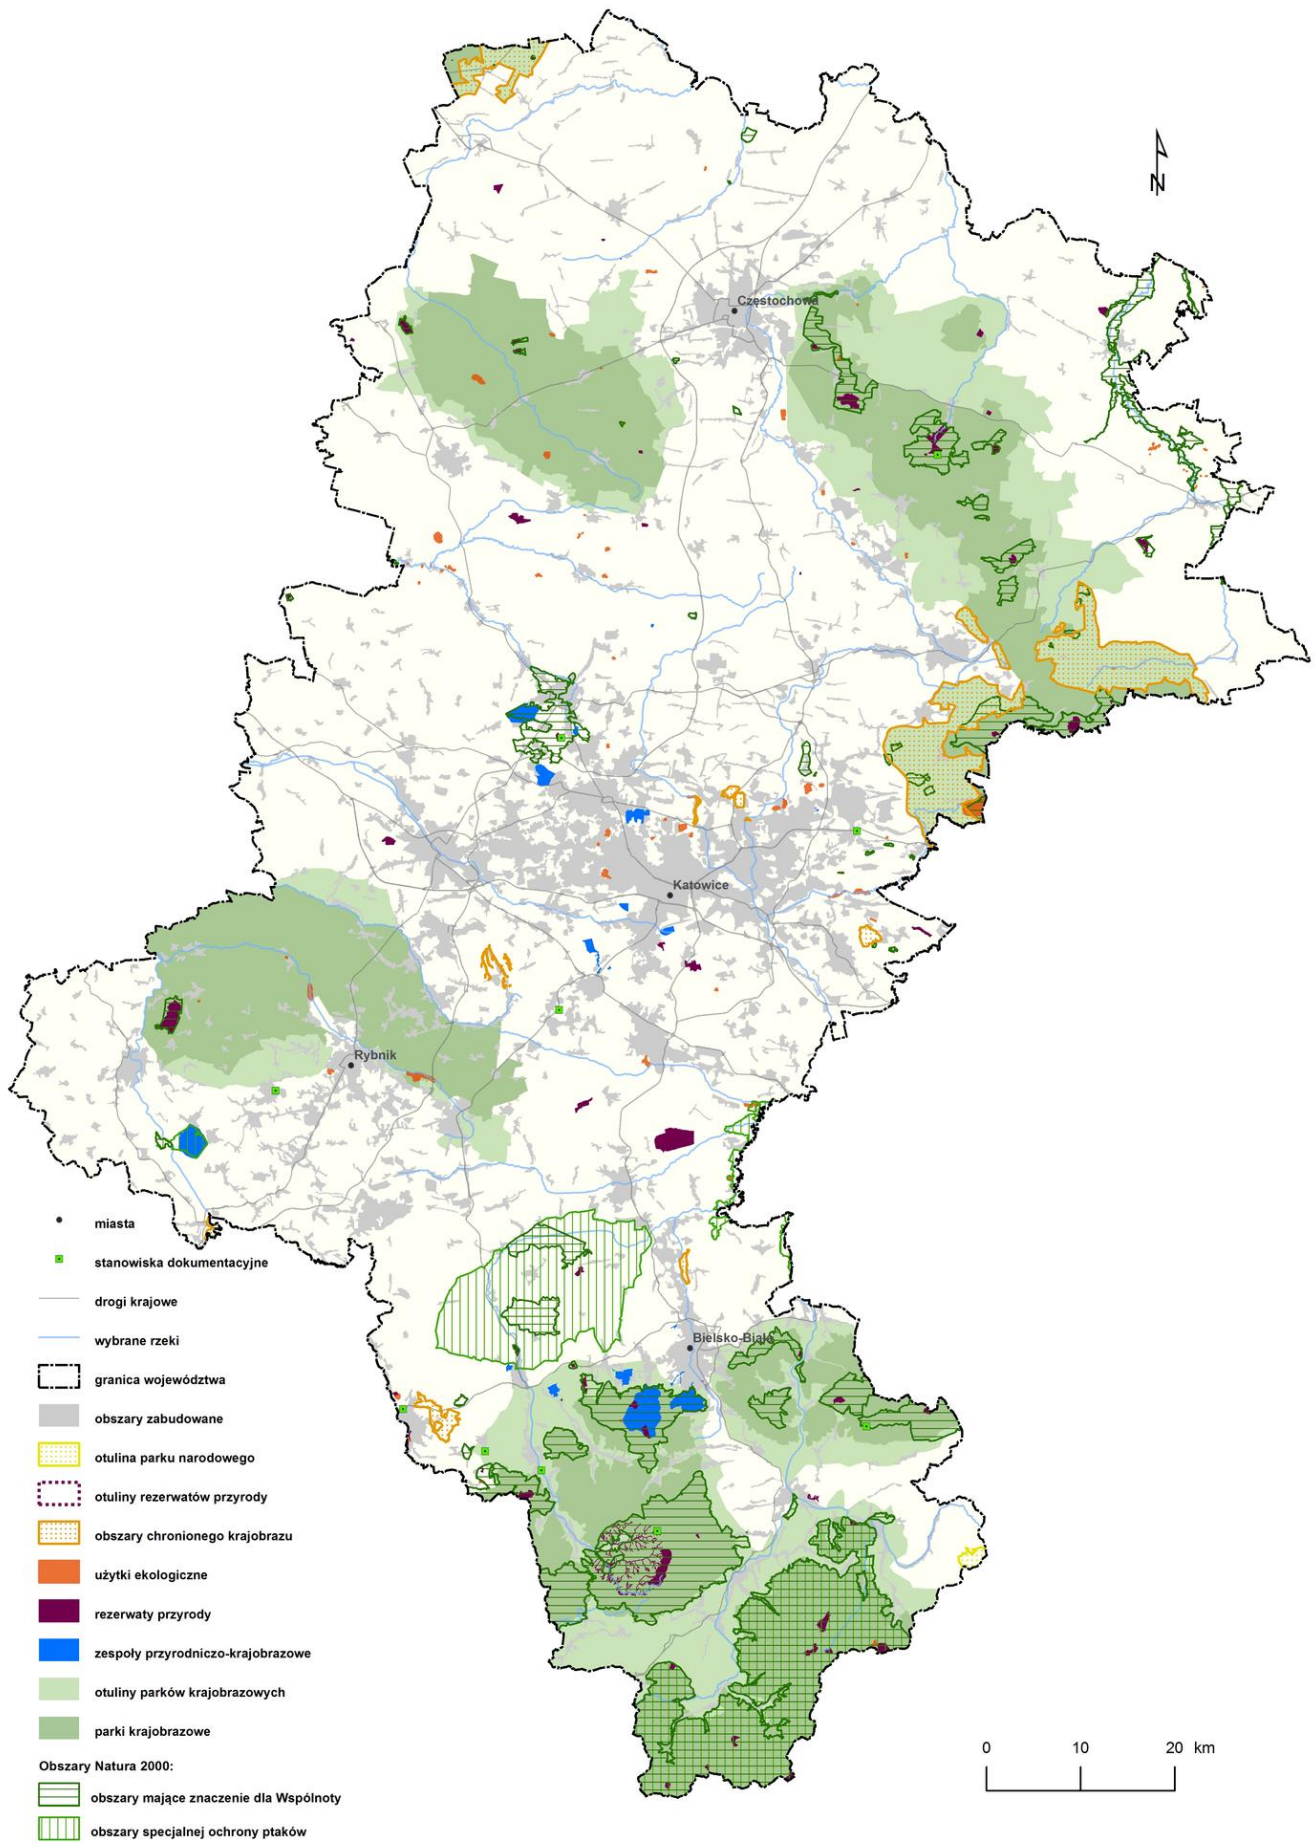 N
Częstochowa
Katowice
Rybnik
Bielsko-Biała
miasta
stanowiska dokumentacyjne
drogi krajowe
wybrane rzeki
granica województwa
obszary zabudowane
otulina parku narodowego
otuliny rezerwatów przyrody
obszary chronionego krajobrazu
użytki ekologiczne
rezerwaty przyrody
zespoły przyrodniczo-krajobrazowe
otuliny parków krajobrazowych
parki krajobrazowe
Obszary Natura 2000:
obszary mające znaczenie dla Wspólnoty
obszary specjalnej ochrony ptaków
0 10 20 km